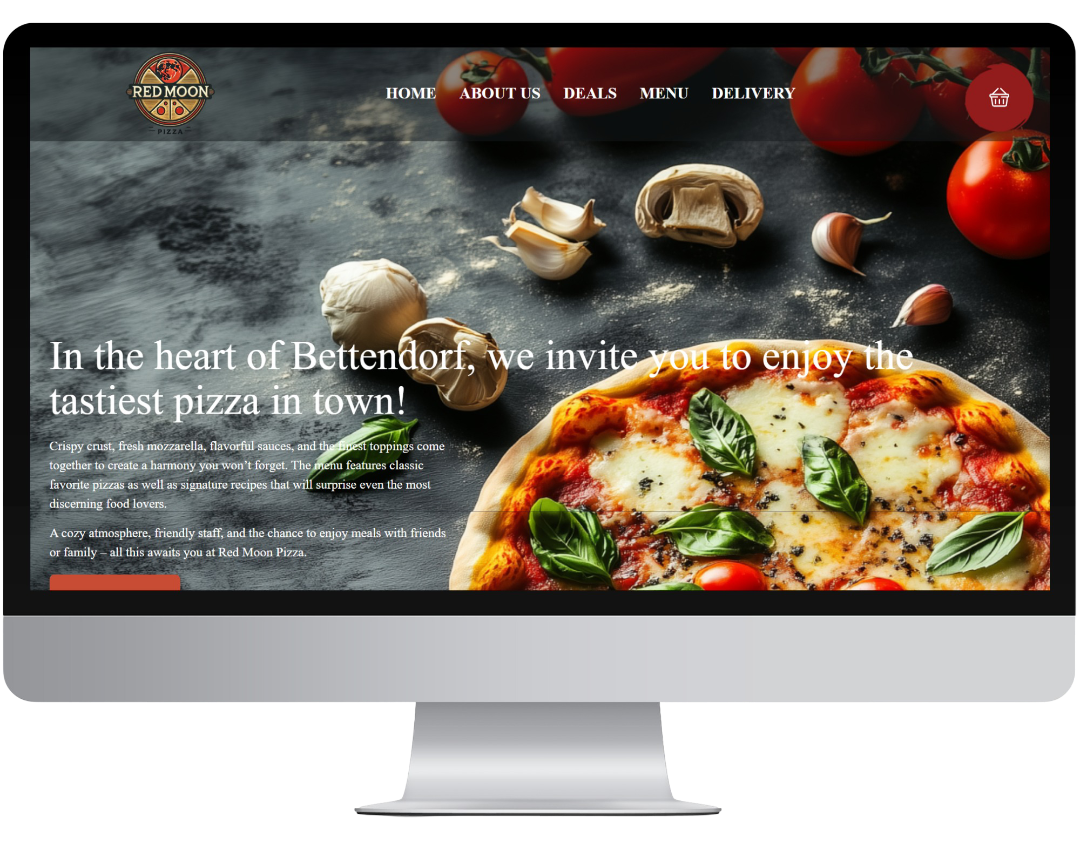 RED MOON
PIZZA
HOME ABOUT US DEALS MENU DELIVERY
In the heart of Bettendorf, we invite you to enjoy the
tastiest pizza in town!
Crispy crust, fresh mozzarella, flavorful sauces, and the finest toppings come
together to create a harmony you won’t forget. The menu features classic
favorite pizzas as well as signature recipes that will surprise even the most
discerning food lovers.
A cozy atmosphere, friendly staff, and the chance to enjoy meals with friends
or family – all this awaits you at Red Moon Pizza.